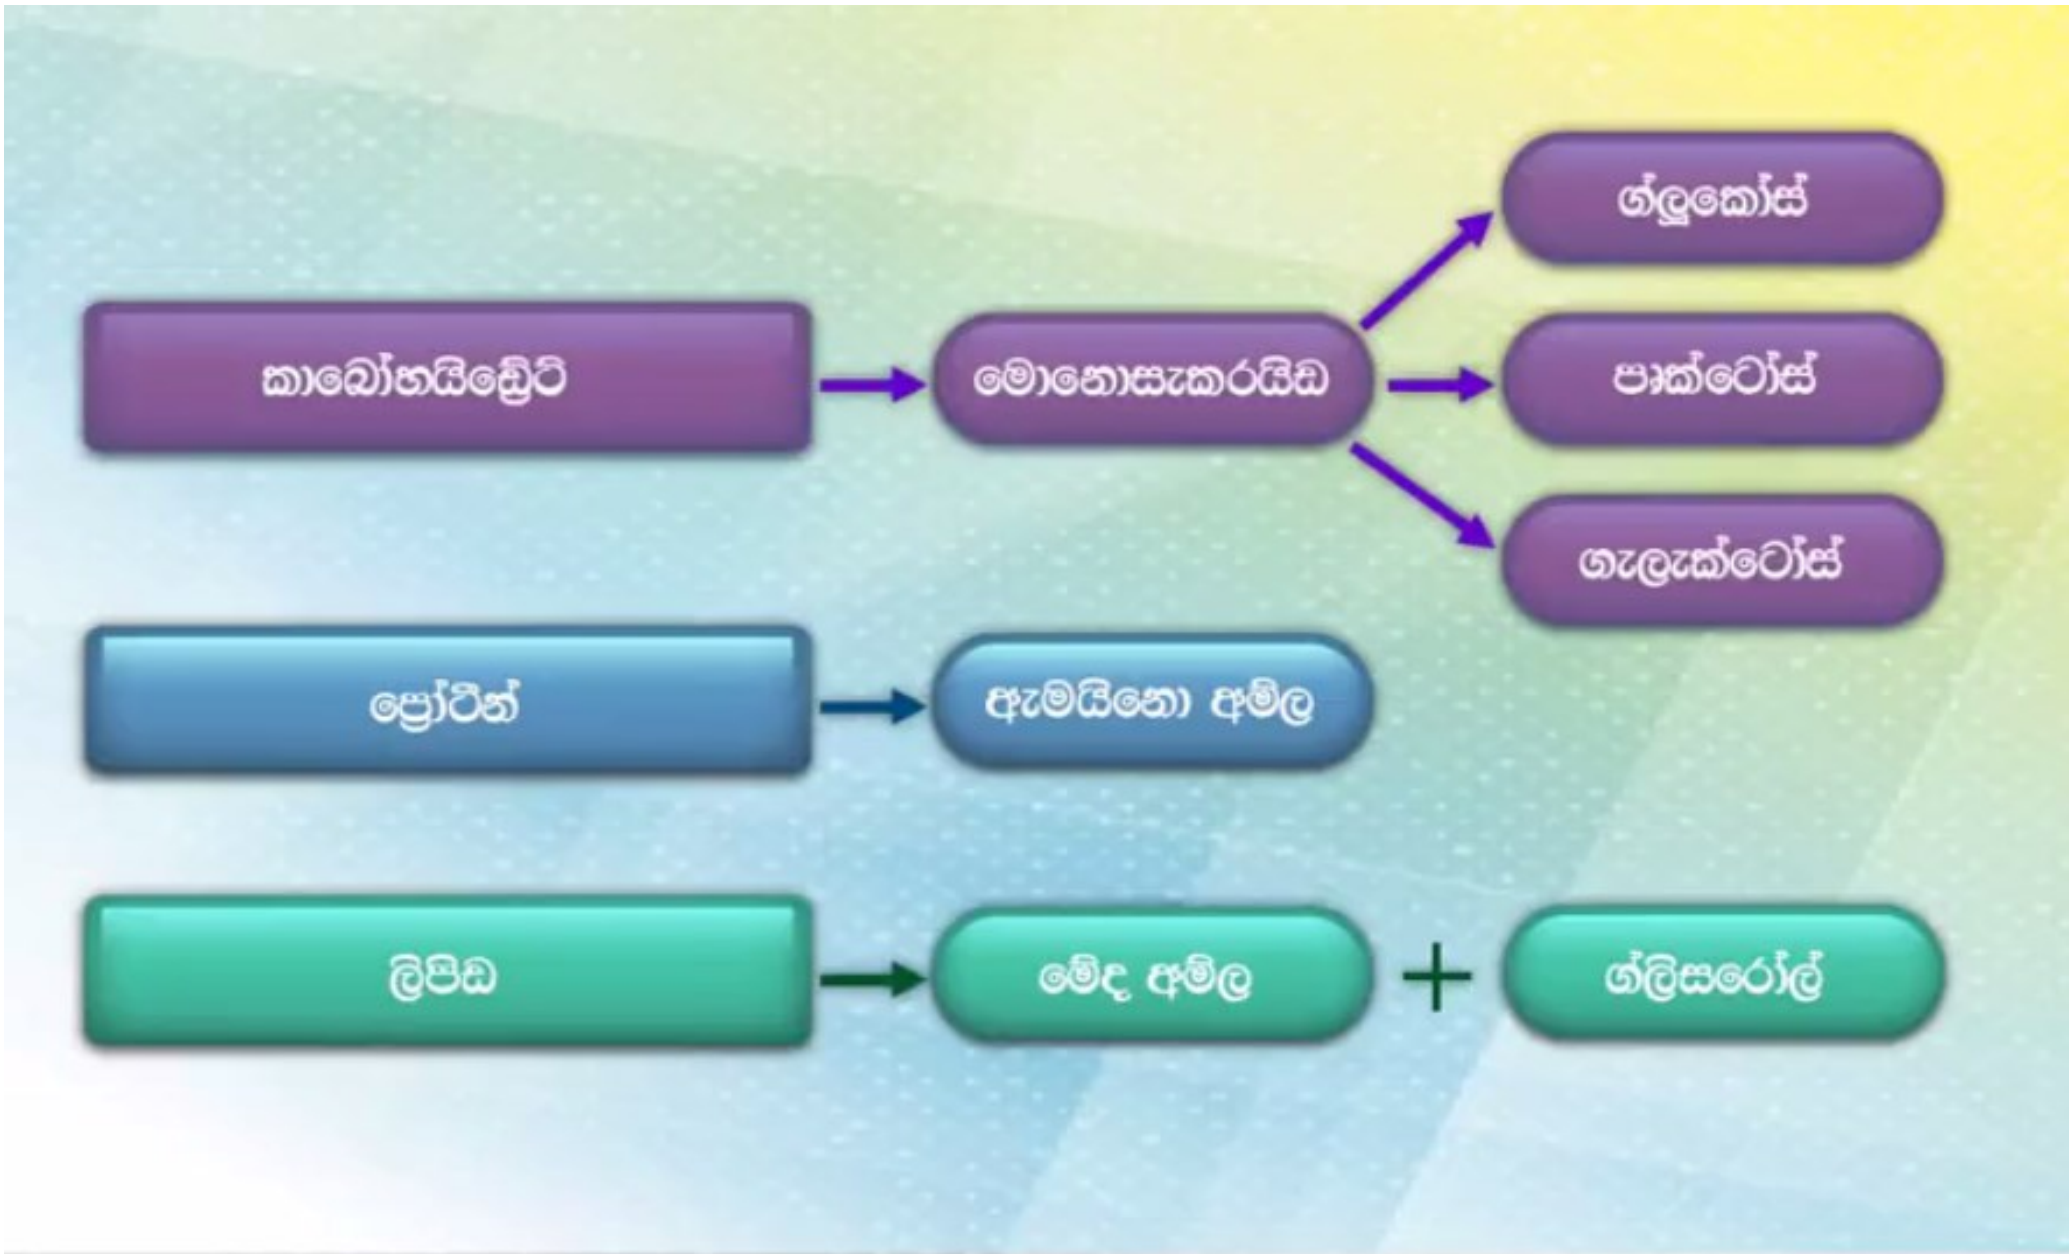 ග්ලූකෝස්
කාබෝහයිඩ්‍රේට්
මොනොසැකරයිඩ
පෘක්ටෝස්
ගැලැක්ටෝස්
ප්‍රෝටීන්
ඇමයිනො අම්ල
ලිපිඩ
මේද අම්ල
+
ග්ලිසරෝල්